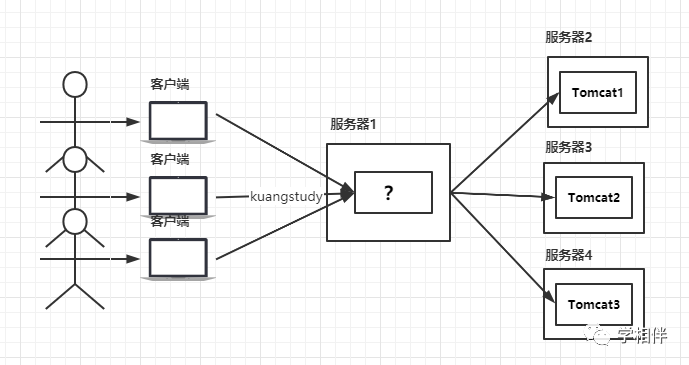 服务器2
客户端
Tomcat1
服务器1
服务器3
客户端
kuangstudy
?
Tomcat2
客户端
服务器4
Tomcat3
学相伴